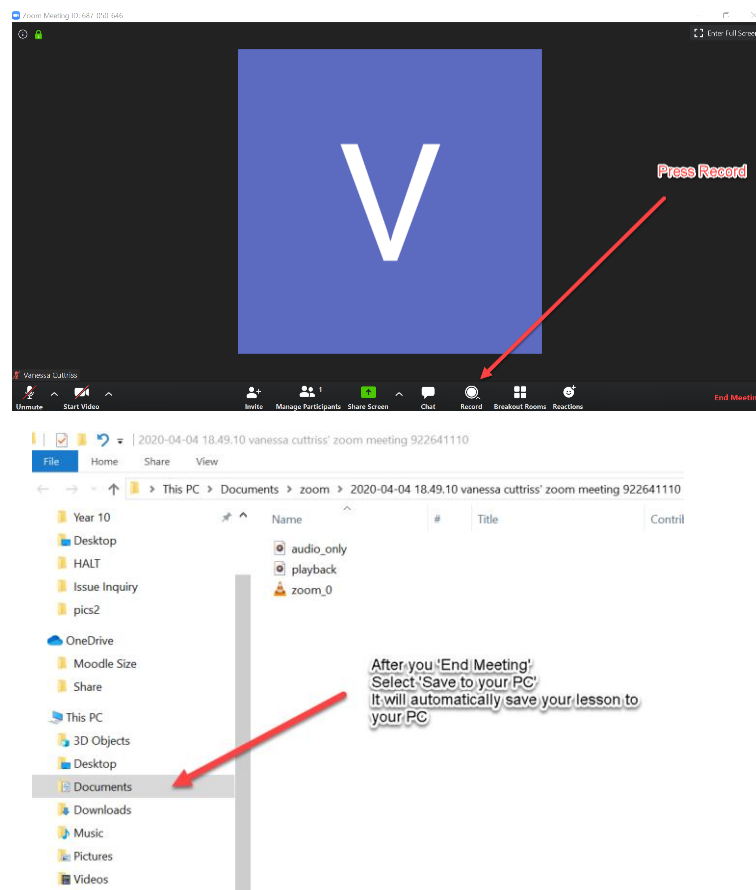 Zoom Meeting ID: 687-050-646
Enter Full Screen
V
Press Record
Vanessa Cuttriss
Unmute Start Video Invite Manage Participants 1 Share Screen Chat Record Breakout Rooms Reactions End Meetin
2020-04-04 18.49.10 vanessa cuttriss' zoom meeting 922641110
File Home Share View
This PC > Documents > zoom > 2020-04-04 18.49.10 vanessa cuttriss' zoom meeting 922641110
Year 10
Name # Title Contril
Desktop
audio_only
HALT
playback
Issue Inquiry
zoom_0
pics2
OneDrive
Moodle Size
Share
After you 'End Meeting'
Select 'Save to your PC'
It will automatically save your lesson to
your PC
This PC
3D Objects
Desktop
Documents
Downloads
Music
Pictures
Videos